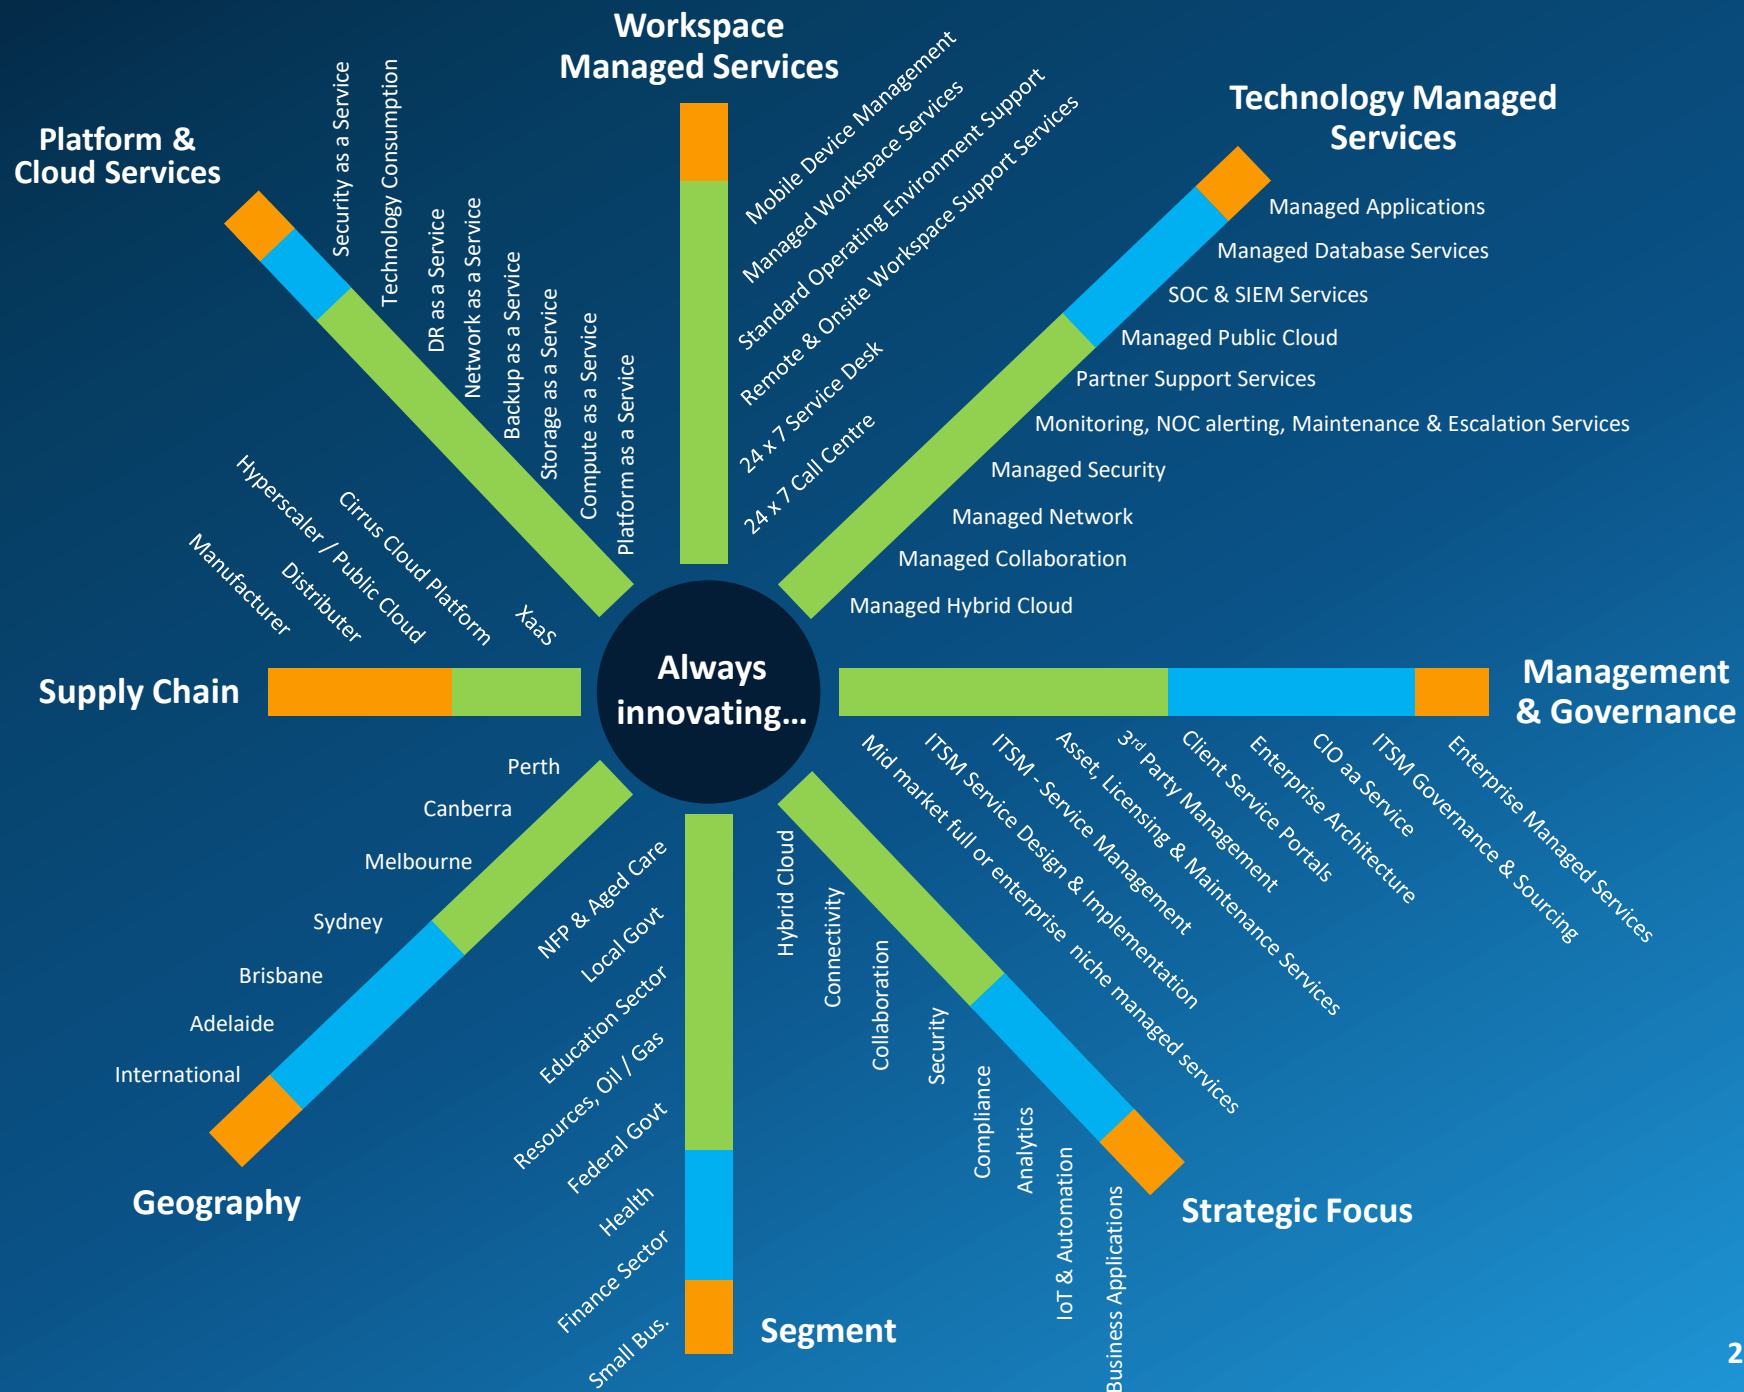 Workspace
Managed Services
Mobile Device Management
Managed Workspace Services
Standard Operating Environment Support
Remote & Onsite Workspace Support Services
24 x 7 Service Desk
24 x 7 Call Centre
Technology Managed
Services
Managed Applications
Managed Database Services
SOC & SIEM Services
Managed Public Cloud
Partner Support Services
Monitoring, NOC alerting, Maintenance & Escalation Services
Managed Security
Managed Network
Managed Collaboration
Managed Hybrid Cloud
Platform &
Cloud Services
Security as a Service
Technology Consumption
DR as a Service
Network as a Service
Backup as a Service
Storage as a Service
Compute as a Service
Platform as a Service
Supply Chain
Manufacturer
Distributer
Hyperscaler / Public Cloud
Cirrus Cloud Platform
XaaS
Always
innovating...
Management
& Governance
Mid market full or enterprise niche managed services
ITSM Service Design & Implementation
ITSM - Service Management
Asset, Licensing & Maintenance Services
3rd Party Management
Client Service Portals
Enterprise Architecture
CIO aa Service
ITSM Governance & Sourcing
Enterprise Managed Services
Perth
Canberra
Melbourne
Sydney
Brisbane
Adelaide
International
Geography
NFP & Aged Care
Local Govt
Education Sector
Resources, Oil / Gas
Federal Govt
Health
Finance Sector
Small Bus.
Segment
Hybrid Cloud
Connectivity
Collaboration
Security
Compliance
Analytics
IoT & Automation
Business Applications
Strategic Focus
2